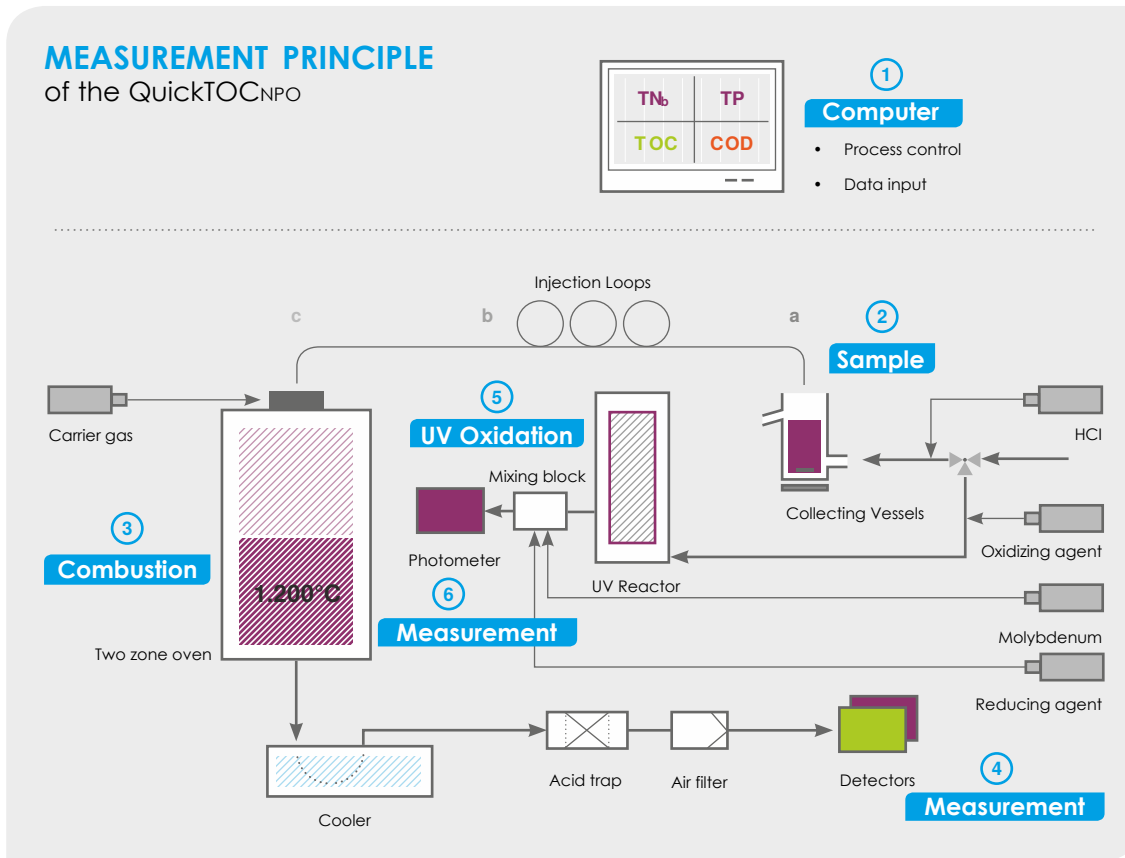 MEASUREMENT PRINCIPLE
of the QuickTOCNPO
TNb
TP
TOC
COD
1
Computer
• Process control
• Data input
Injection Loops
c
b
a
2
Sample
Carrier gas
5
UV Oxidation
HCl
Mixing block
Collecting Vessels
3
Combustion
Photometer
Oxidizing agent
UV Reactor
1.200°C
6
Measurement
Molybdenum
Two zone oven
Reducing agent
Acid trap
Air filter
Detectors
4
Measurement
Cooler